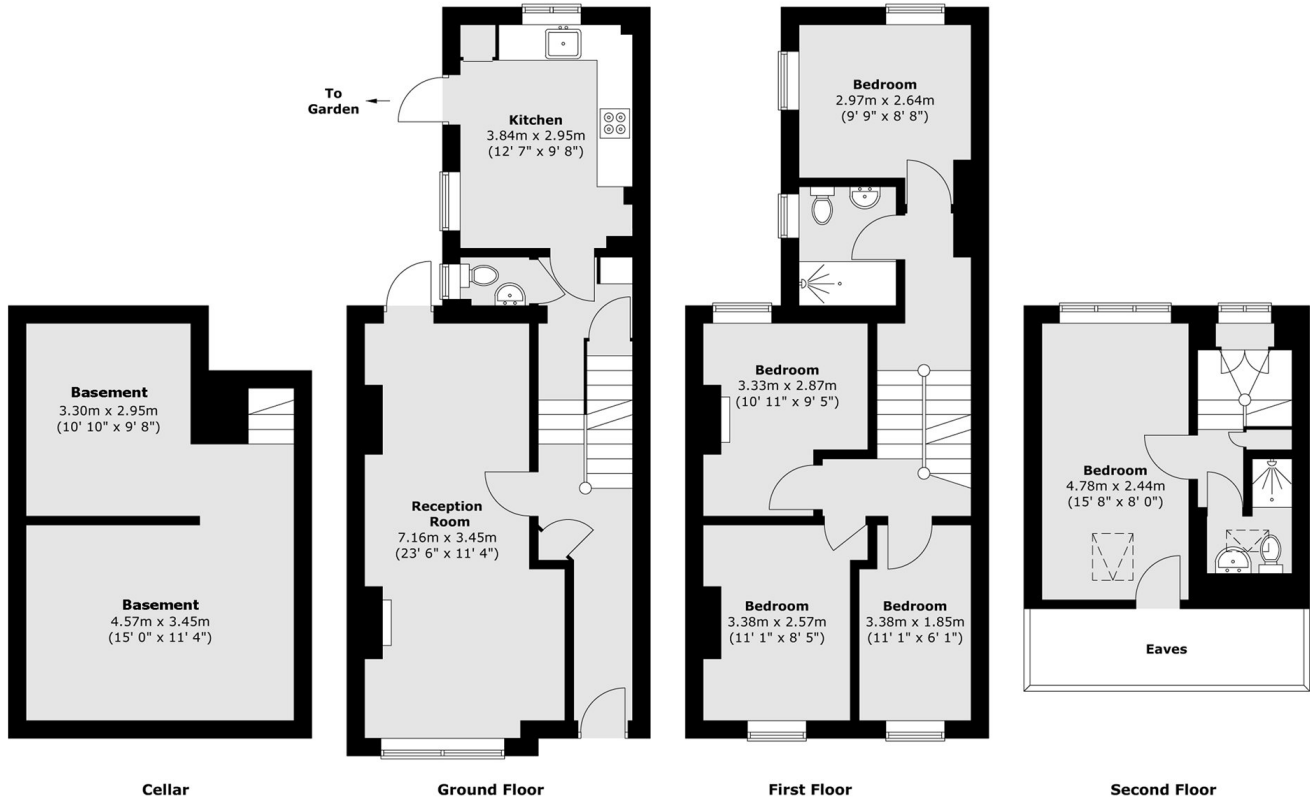 To
Garden
Kitchen
3.84m x 2.95m
(12' 7" x 9' 8")
Bedroom
2.97m x 2.64m
(9' 9" x 8' 8")
Basement
3.30m x 2.95m
(10' 10" x 9' 8")
Basement
4.57m x 3.45m
(15' 0" x 11' 4")
Reception
Room
7.16m x 3.45m
(23' 6" x 11' 4")
Bedroom
3.33m x 2.87m
(10' 11" x 9' 5")
Bedroom
3.38m x 2.57m
(11' 1" x 8' 5")
Bedroom
3.38m x 1.85m
(11' 1" x 6' 1")
Bedroom
4.78m x 2.44m
(15' 8" x 8' 0")
Eaves
Cellar
Ground Floor
First Floor
Second Floor